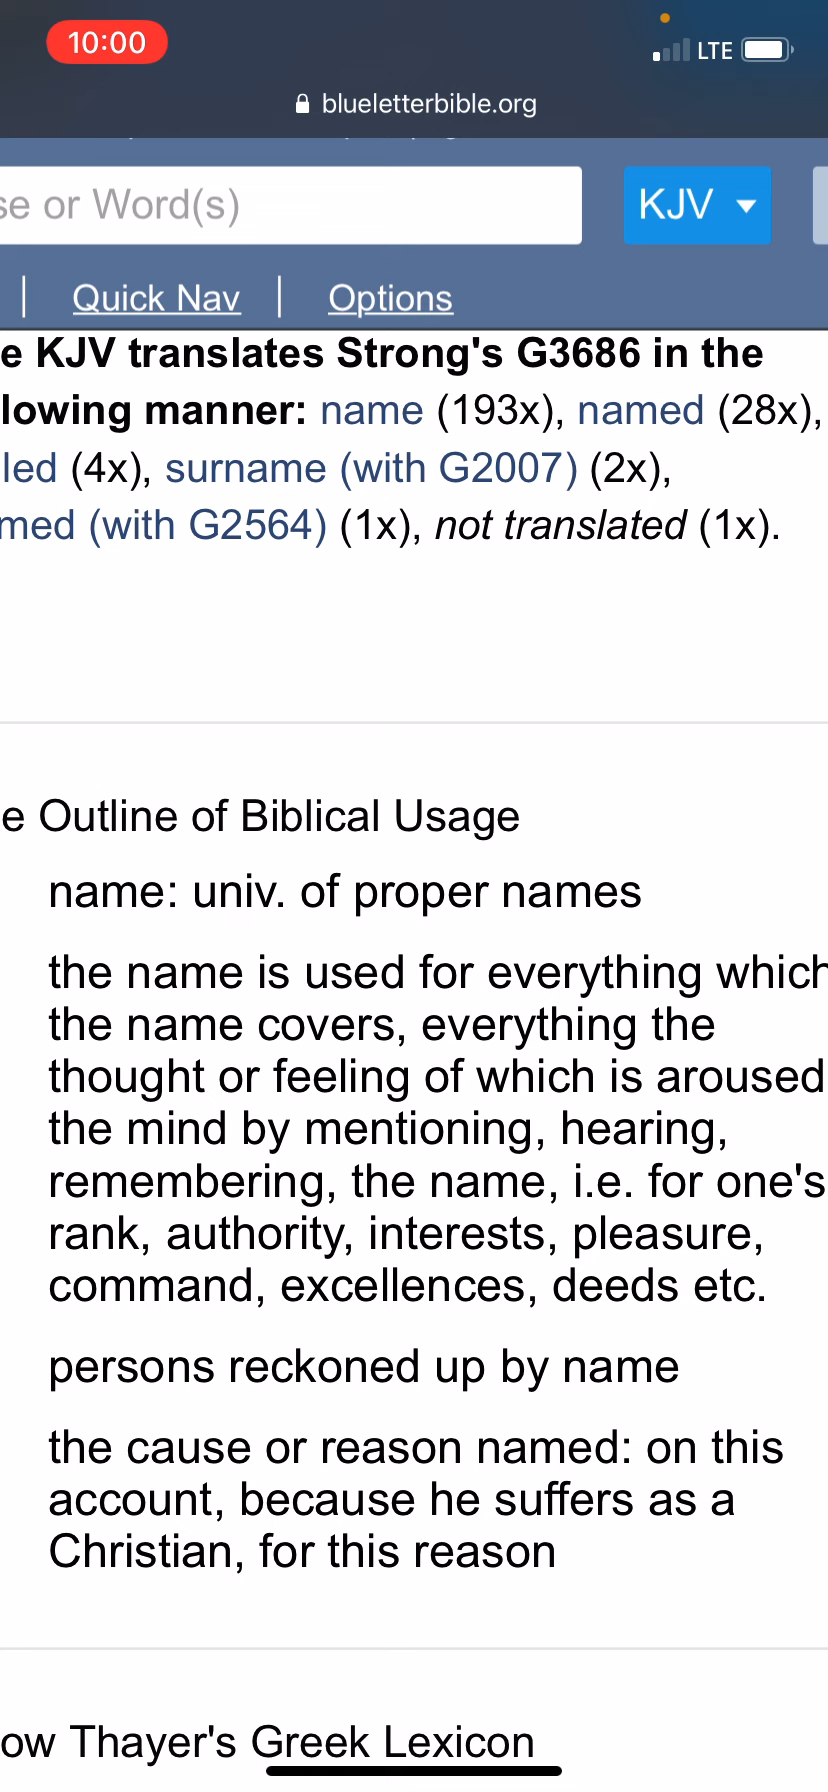 10:00
LTE
blueletterbible.org
se or Word(s)
KJV
| Quick Nav | Options
e KJV translates Strong's G3686 in the
lowing manner: name (193x), named (28x),
led (4x), surname (with G2007) (2x),
med (with G2564) (1x), not translated (1x).
e Outline of Biblical Usage
name: univ. of proper names
the name is used for everything which
the name covers, everything the
thought or feeling of which is aroused
the mind by mentioning, hearing,
remembering, the name, i.e. for one's
rank, authority, interests, pleasure,
command, excellences, deeds etc.
persons reckoned up by name
the cause or reason named: on this
account, because he suffers as a
Christian, for this reason
ow Thayer's Greek Lexicon